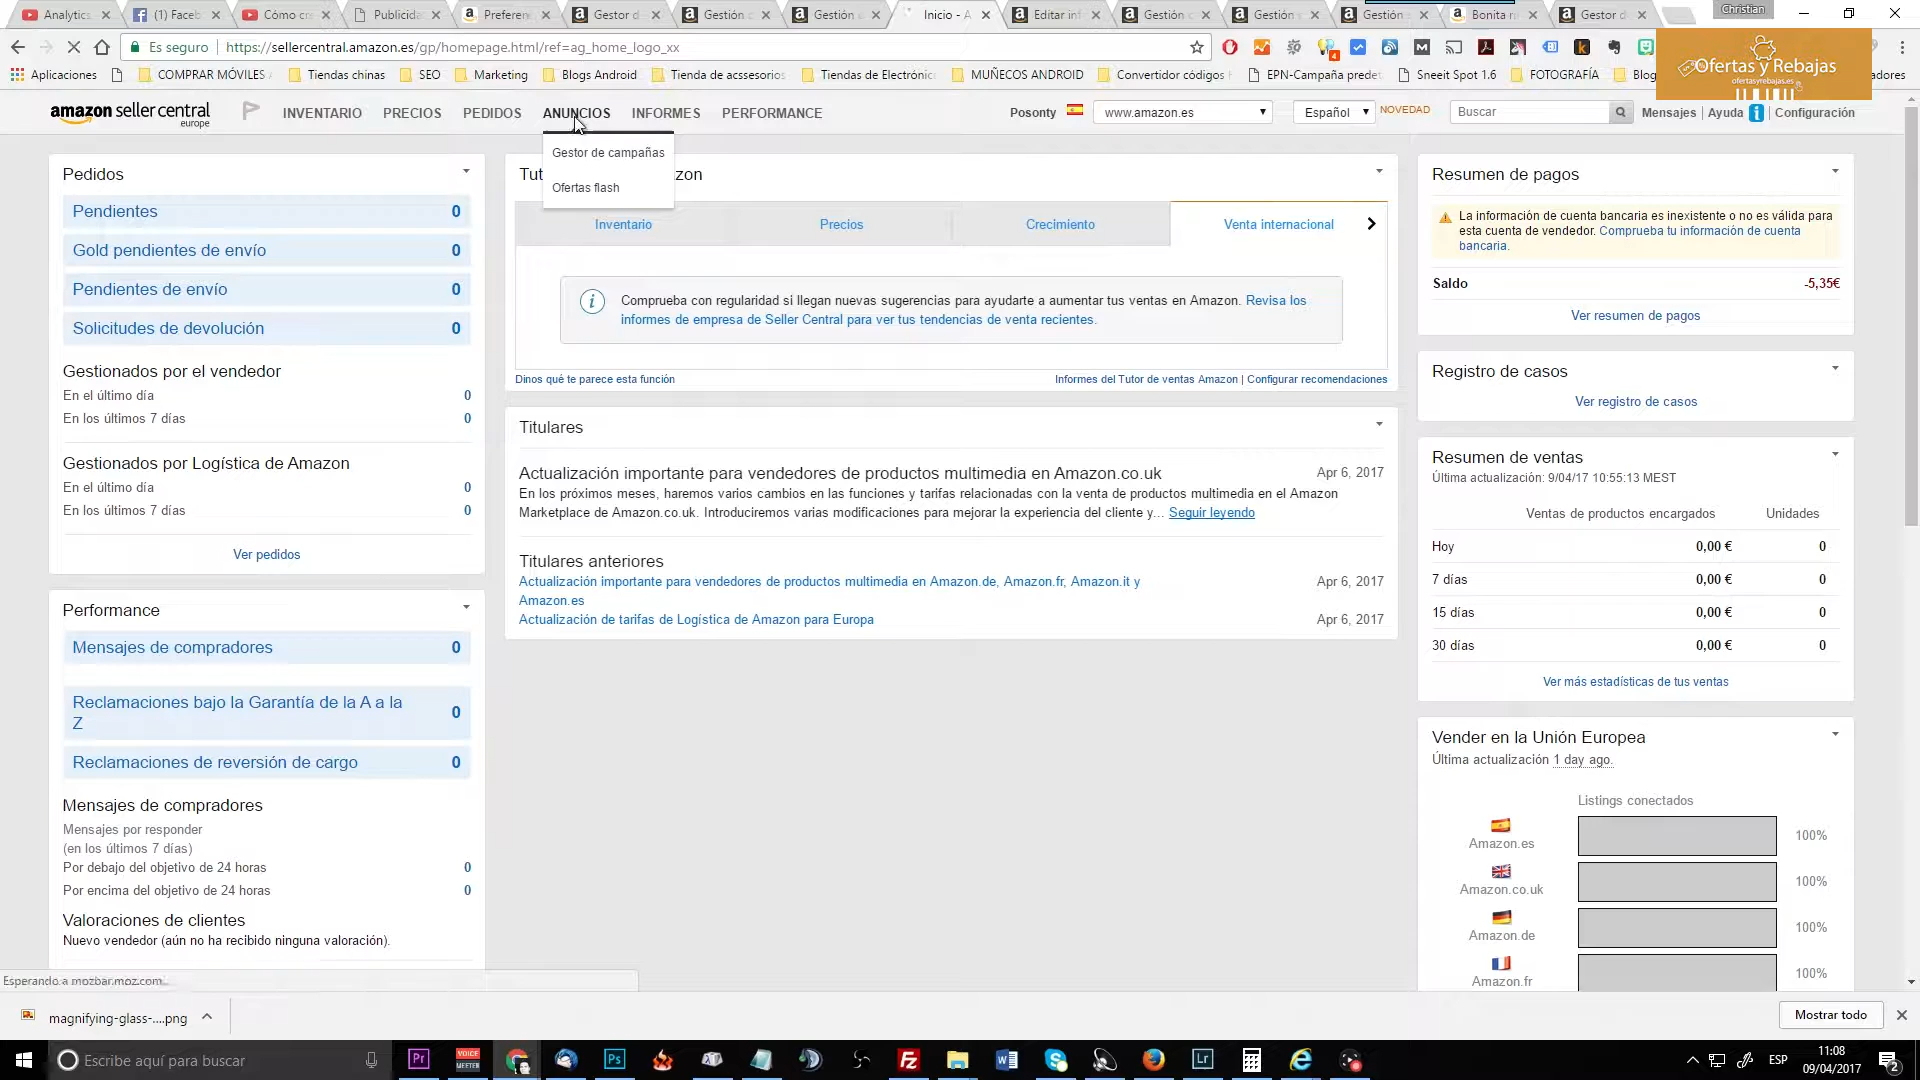 Analytics
(1) Faceb
Cómo cr
Publicida
Preferen
Gestor d
Gestión
Gestión
Inicio - A
Editar inf
Gestión
Gestión
Gestión
Bonita r
Gestor d
Christian
Es seguro
https://sellercentral.amazon.es/gp/homepage.html/ref=ag_home_logo_xx
Aplicaciones
COMPRAR MÓVILES
Tiendas chinas
SEO
Marketing
Blogs Android
Tienda de acssesorios
Tiendas de Electrónic
MUÑECOS ANDROID
Convertidor códigos
EPN-Campaña predet
Sneeit Spot 1.6
FOTOGRAFÍA
Blog
adores
Ofertas y Rebajas
ofertasyrebajas.es
amazon seller central
europe
INVENTARIO
PRECIOS
PEDIDOS
ANUNCIOS
INFORMES
PERFORMANCE
Posonty
www.amazon.es
Español
NOVEDAD
Buscar
Mensajes | Ayuda | Configuración
Gestor de campañas
Ofertas flash
Pedidos
Pendientes 0
Gold pendientes de envío 0
Pendientes de envío 0
Solicitudes de devolución 0
Gestionados por el vendedor
En el último día 0
En los últimos 7 días 0
Gestionados por Logística de Amazon
En el último día 0
En los últimos 7 días 0
Ver pedidos
Performance
Mensajes de compradores 0
Reclamaciones bajo la Garantía de la A a la
Z 0
Reclamaciones de reversión de cargo 0
Mensajes de compradores
Mensajes por responder
(en los últimos 7 días)
Por debajo del objetivo de 24 horas 0
Por encima del objetivo de 24 horas 0
Valoraciones de clientes
Nuevo vendedor (aún no ha recibido ninguna valoración).
Tut zon
Inventario
Precios
Crecimiento
Venta internacional
Comprueba con regularidad si llegan nuevas sugerencias para ayudarte a aumentar tus ventas en Amazon. Revisa los
informes de empresa de Seller Central para ver tus tendencias de venta recientes.
Dinos qué te parece esta función
Informes del Tutor de ventas Amazon | Configurar recomendaciones
Titulares
Actualización importante para vendedores de productos multimedia en Amazon.co.uk Apr 6, 2017
En los próximos meses, haremos varios cambios en las funciones y tarifas relacionadas con la venta de productos multimedia en el Amazon
Marketplace de Amazon.co.uk. Introduciremos varias modificaciones para mejorar la experiencia del cliente y... Seguir leyendo
Titulares anteriores
Actualización importante para vendedores de productos multimedia en Amazon.de, Amazon.fr, Amazon.it y Apr 6, 2017
Amazon.es
Actualización de tarifas de Logística de Amazon para Europa Apr 6, 2017
Resumen de pagos
La información de cuenta bancaria es inexistente o no es válida para
esta cuenta de vendedor. Comprueba tu información de cuenta
bancaria.
Saldo -5,35€
Ver resumen de pagos
Registro de casos
Ver registro de casos
Resumen de ventas
Última actualización: 9/04/17 10:55:13 MEST
Ventas de productos encargados Unidades
Hoy 0,00 € 0
7 días 0,00 € 0
15 días 0,00 € 0
30 días 0,00 € 0
Ver más estadísticas de tus ventas
Vender en la Unión Europea
Última actualización 1 day ago.
Listings conectados
Amazon.es 100%
Amazon.co.uk 100%
Amazon.de 100%
Amazon.fr 100%
Esperando a mozbar.moz.com...
magnifying-glass-....png
Mostrar todo
Escribe aquí para buscar
ESP
11:08
09/04/2017
2